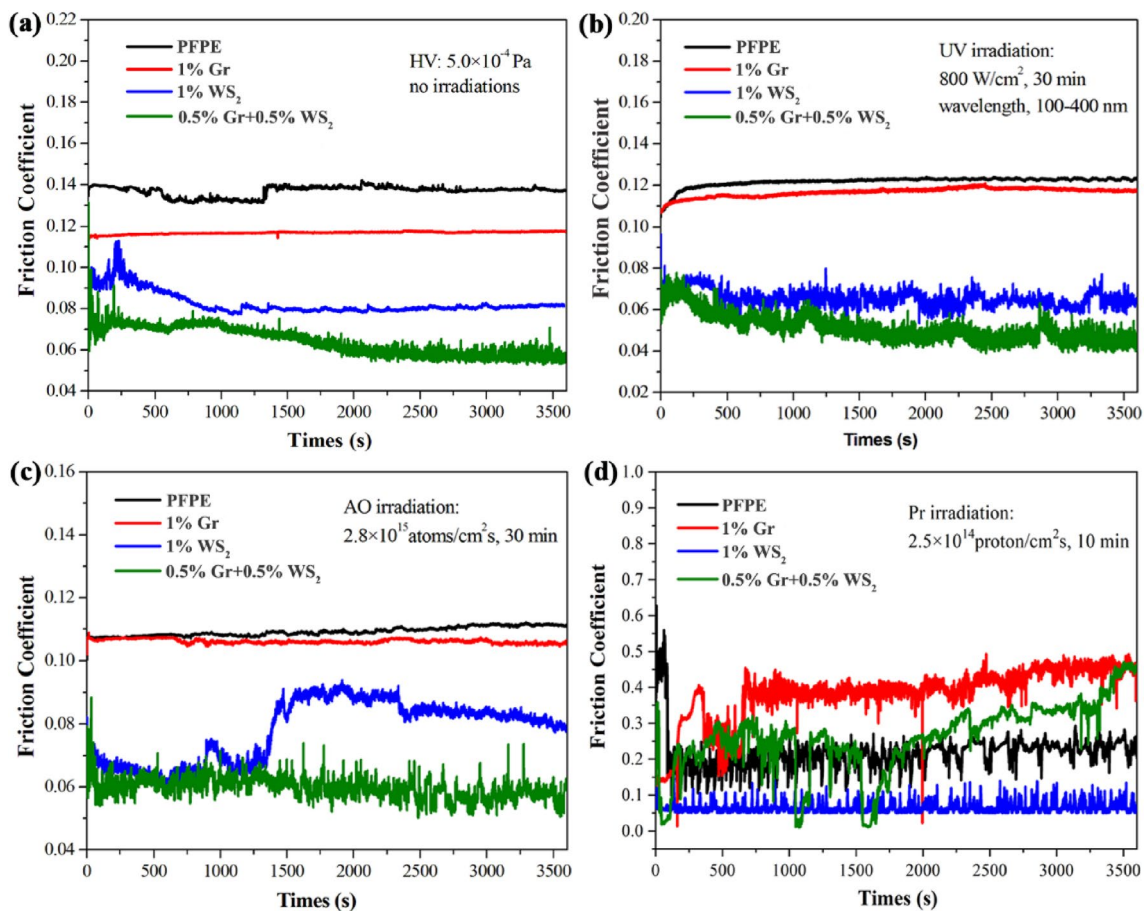 (a)
0.22
0.20
0.18
0.16
0.14
0.12
0.10
0.08
0.06
0.04
Friction Coefficient
PFPE
1% Gr
1% WS₂
0.5% Gr+0.5% WS₂
HV: 5.0×10⁻⁴ Pa
no irradiations
0 500 1000 1500 2000 2500 3000 3500
Times (s)
(b)
0.20
0.18
0.16
0.14
0.12
0.10
0.08
0.06
0.04
0.02
Friction Coefficient
PFPE
1% Gr
1% WS₂
0.5% Gr+0.5% WS₂
UV irradiation:
800 W/cm², 30 min
wavelength, 100-400 nm
0 500 1000 1500 2000 2500 3000 3500
Times (s)
(c)
0.16
0.14
0.12
0.10
0.08
0.06
0.04
Friction Coefficient
PFPE
1% Gr
1% WS₂
0.5% Gr+0.5% WS₂
AO irradiation:
2.8×10¹⁵atoms/cm²s, 30 min
0 500 1000 1500 2000 2500 3000 3500
Times (s)
(d)
1.0
0.9
0.8
0.7
0.6
0.5
0.4
0.3
0.2
0.1
0.0
Friction Coefficient
PFPE
1% Gr
1% WS₂
0.5% Gr+0.5% WS₂
Pr irradiation:
2.5×10¹⁴proton/cm²s, 10 min
0 500 1000 1500 2000 2500 3000 3500
Times (s)